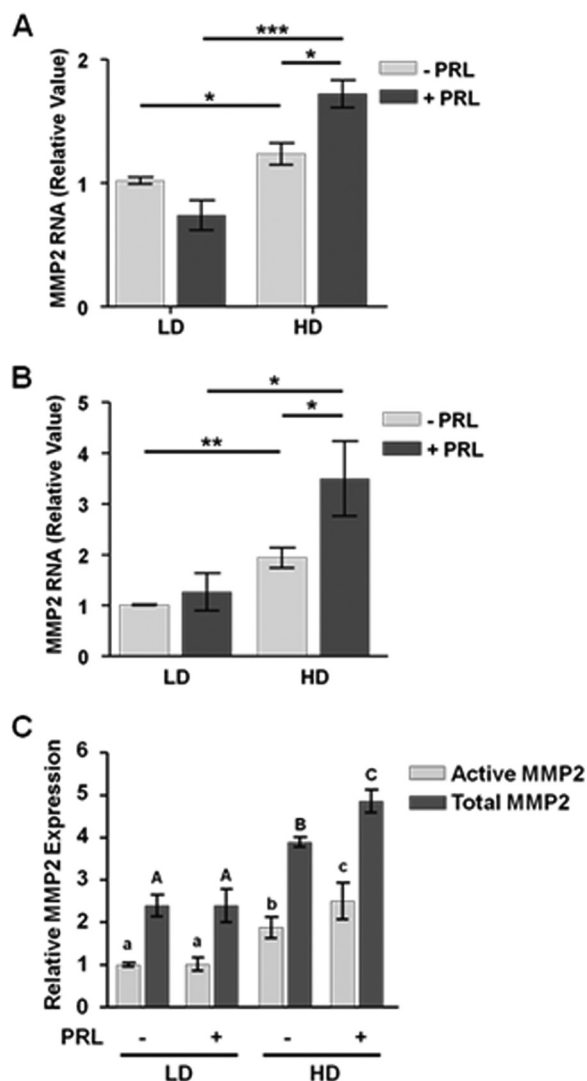 A
MMP2 RNA (Relative Value)
2
1
0
*
***
*
- PRL
+ PRL
LD HD
B
MMP2 RNA (Relative Value)
5
4
3
2
1
0
**
*
*
- PRL
+ PRL
LD HD
C
Relative MMP2 Expression
6
5
4
3
2
1
0
a A a A b B c C
Active MMP2
Total MMP2
PRL - + - +
LD HD